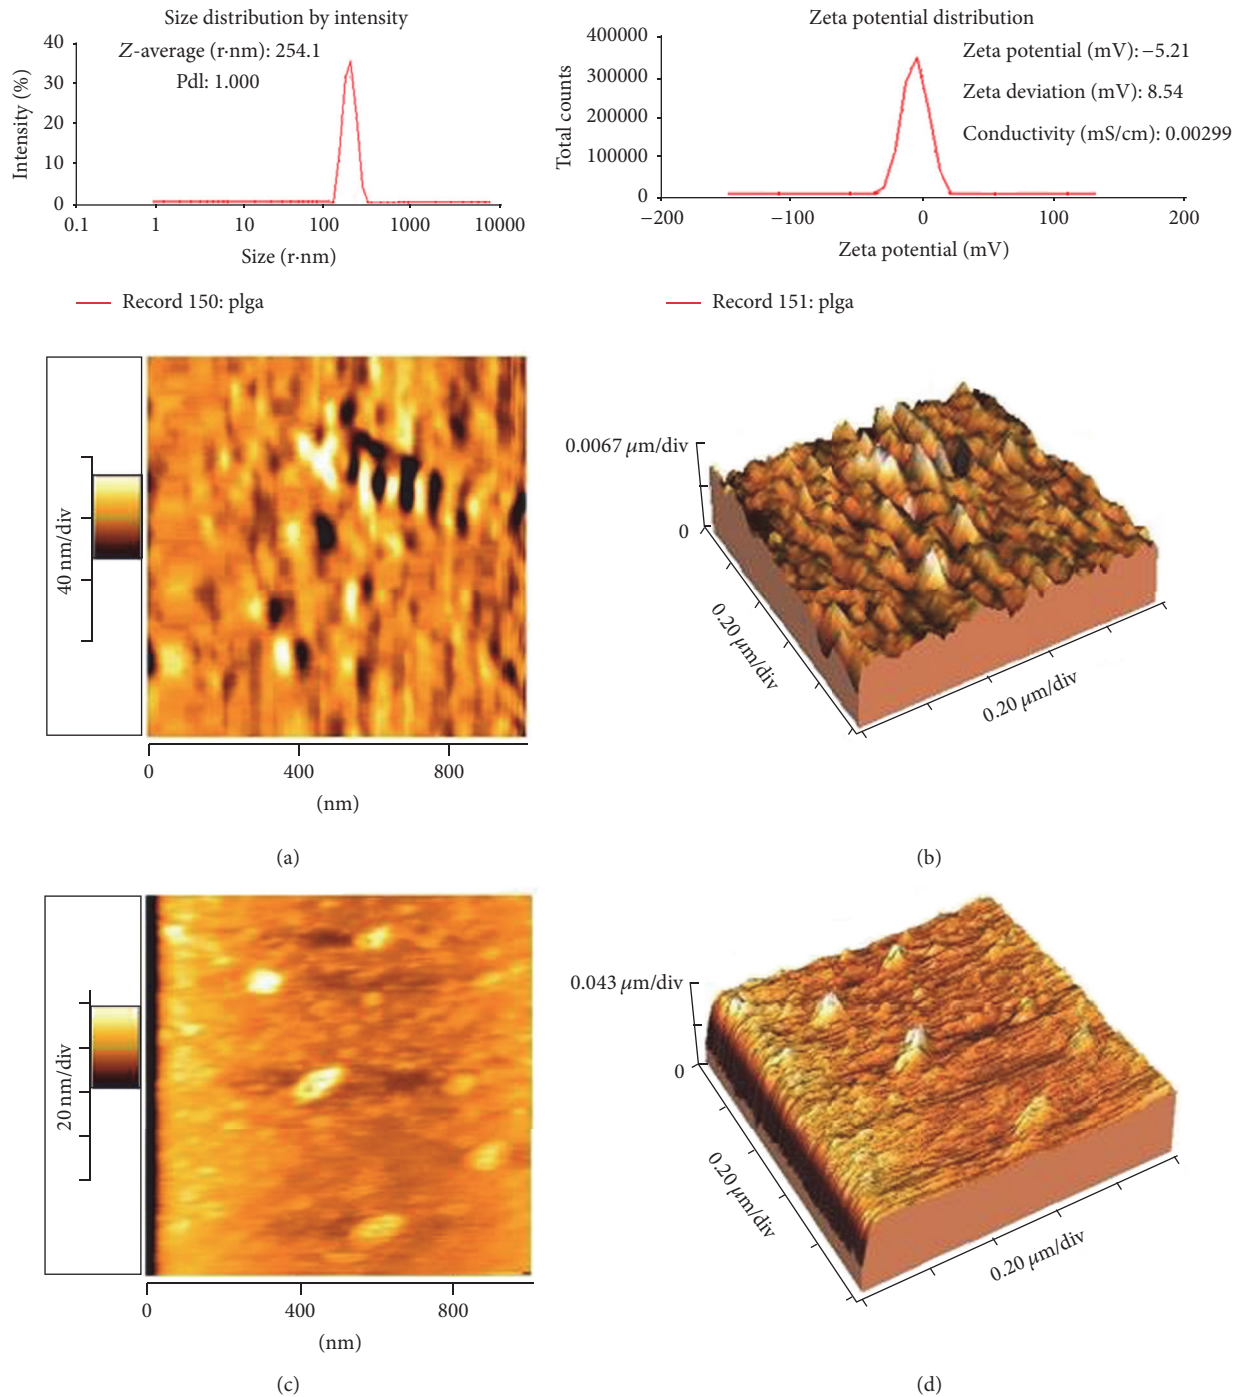 Size distribution by intensity
Z-average (r·nm): 254.1
PdI: 1.000
Intensity (%)
40
30
20
10
0
0.1 1 10 100 1000 10000
Size (r·nm)
Record 150: plga
Zeta potential distribution
Zeta potential (mV): −5.21
Zeta deviation (mV): 8.54
Conductivity (mS/cm): 0.00299
Total counts
400000
300000
200000
100000
0
−200 −100 0 100 200
Zeta potential (mV)
Record 151: plga
40 nm/div
0 400 800
(nm)
(a)
0.0067 μm/div
0
0.20 μm/div
0.20 μm/div
(b)
20 nm/div
0 400 800
(nm)
(c)
0.043 μm/div
0
0.20 μm/div
0.20 μm/div
(d)